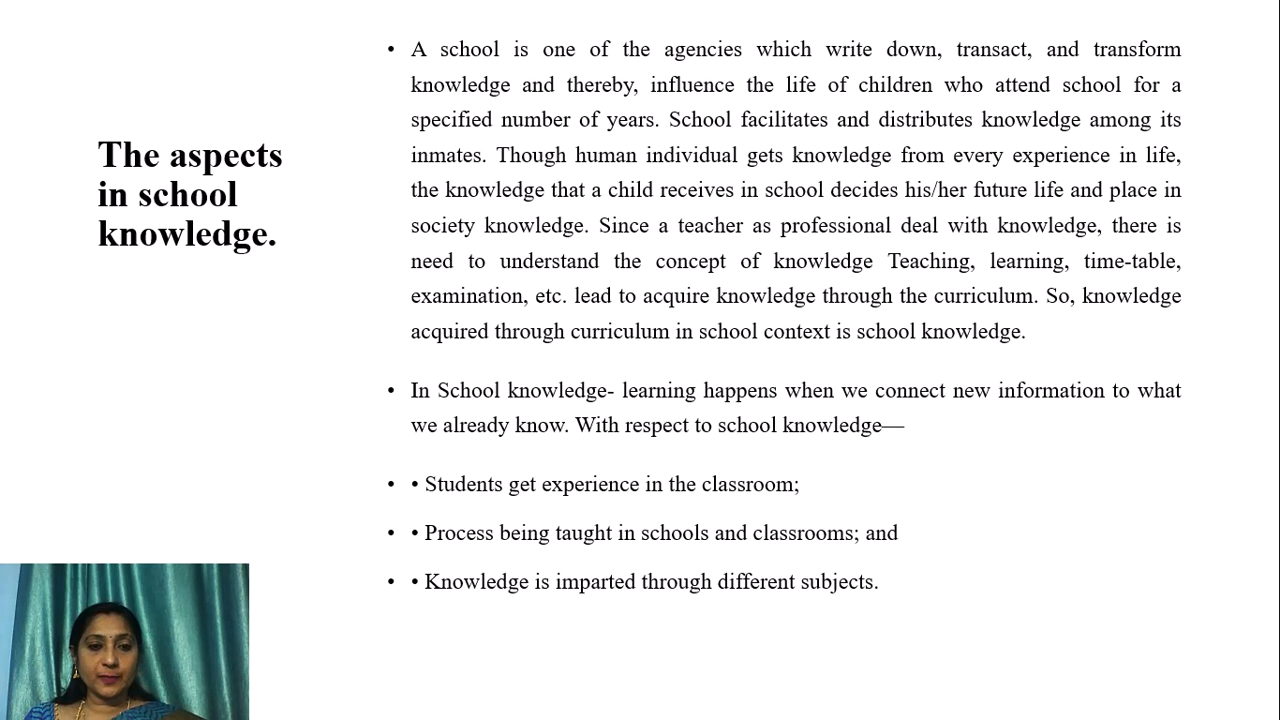 The aspects
in school
knowledge.
• A school is one of the agencies which write down, transact, and transform
knowledge and thereby, influence the life of children who attend school for a
specified number of years. School facilitates and distributes knowledge among its
inmates. Though human individual gets knowledge from every experience in life,
the knowledge that a child receives in school decides his/her future life and place in
society knowledge. Since a teacher as professional deal with knowledge, there is
need to understand the concept of knowledge Teaching, learning, time-table,
examination, etc. lead to acquire knowledge through the curriculum. So, knowledge
acquired through curriculum in school context is school knowledge.
• In School knowledge- learning happens when we connect new information to what
we already know. With respect to school knowledge—
• • Students get experience in the classroom;
• • Process being taught in schools and classrooms; and
• • Knowledge is imparted through different subjects.